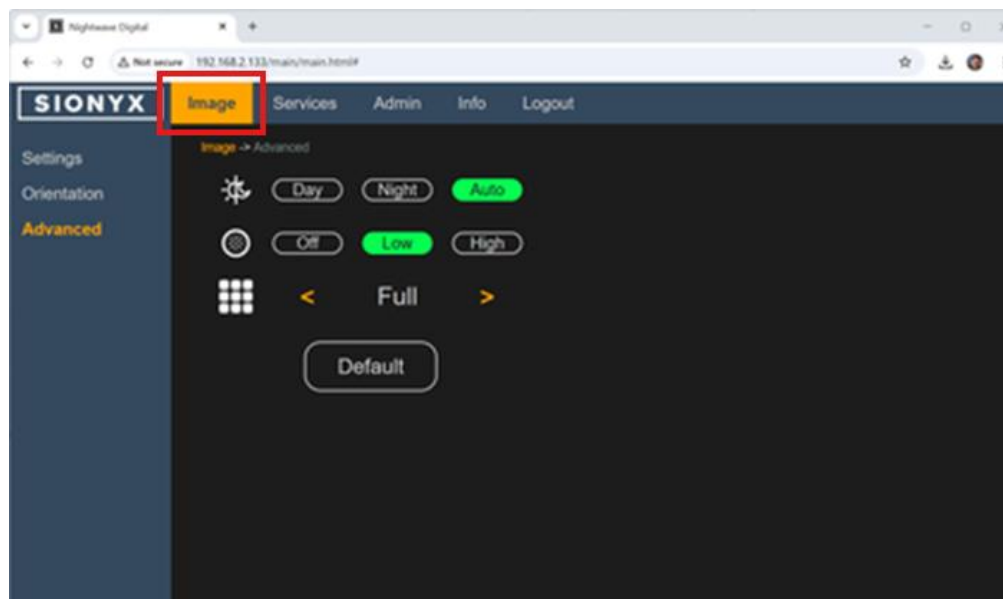 Nightwave Digital
Not secure 192.168.2.133/main/main.html#
SIONYX Image Services Admin Info Logout
Settings
Orientation
Advanced
Image -> Advanced
Day Night Auto
Off Low High
< Full >
Default